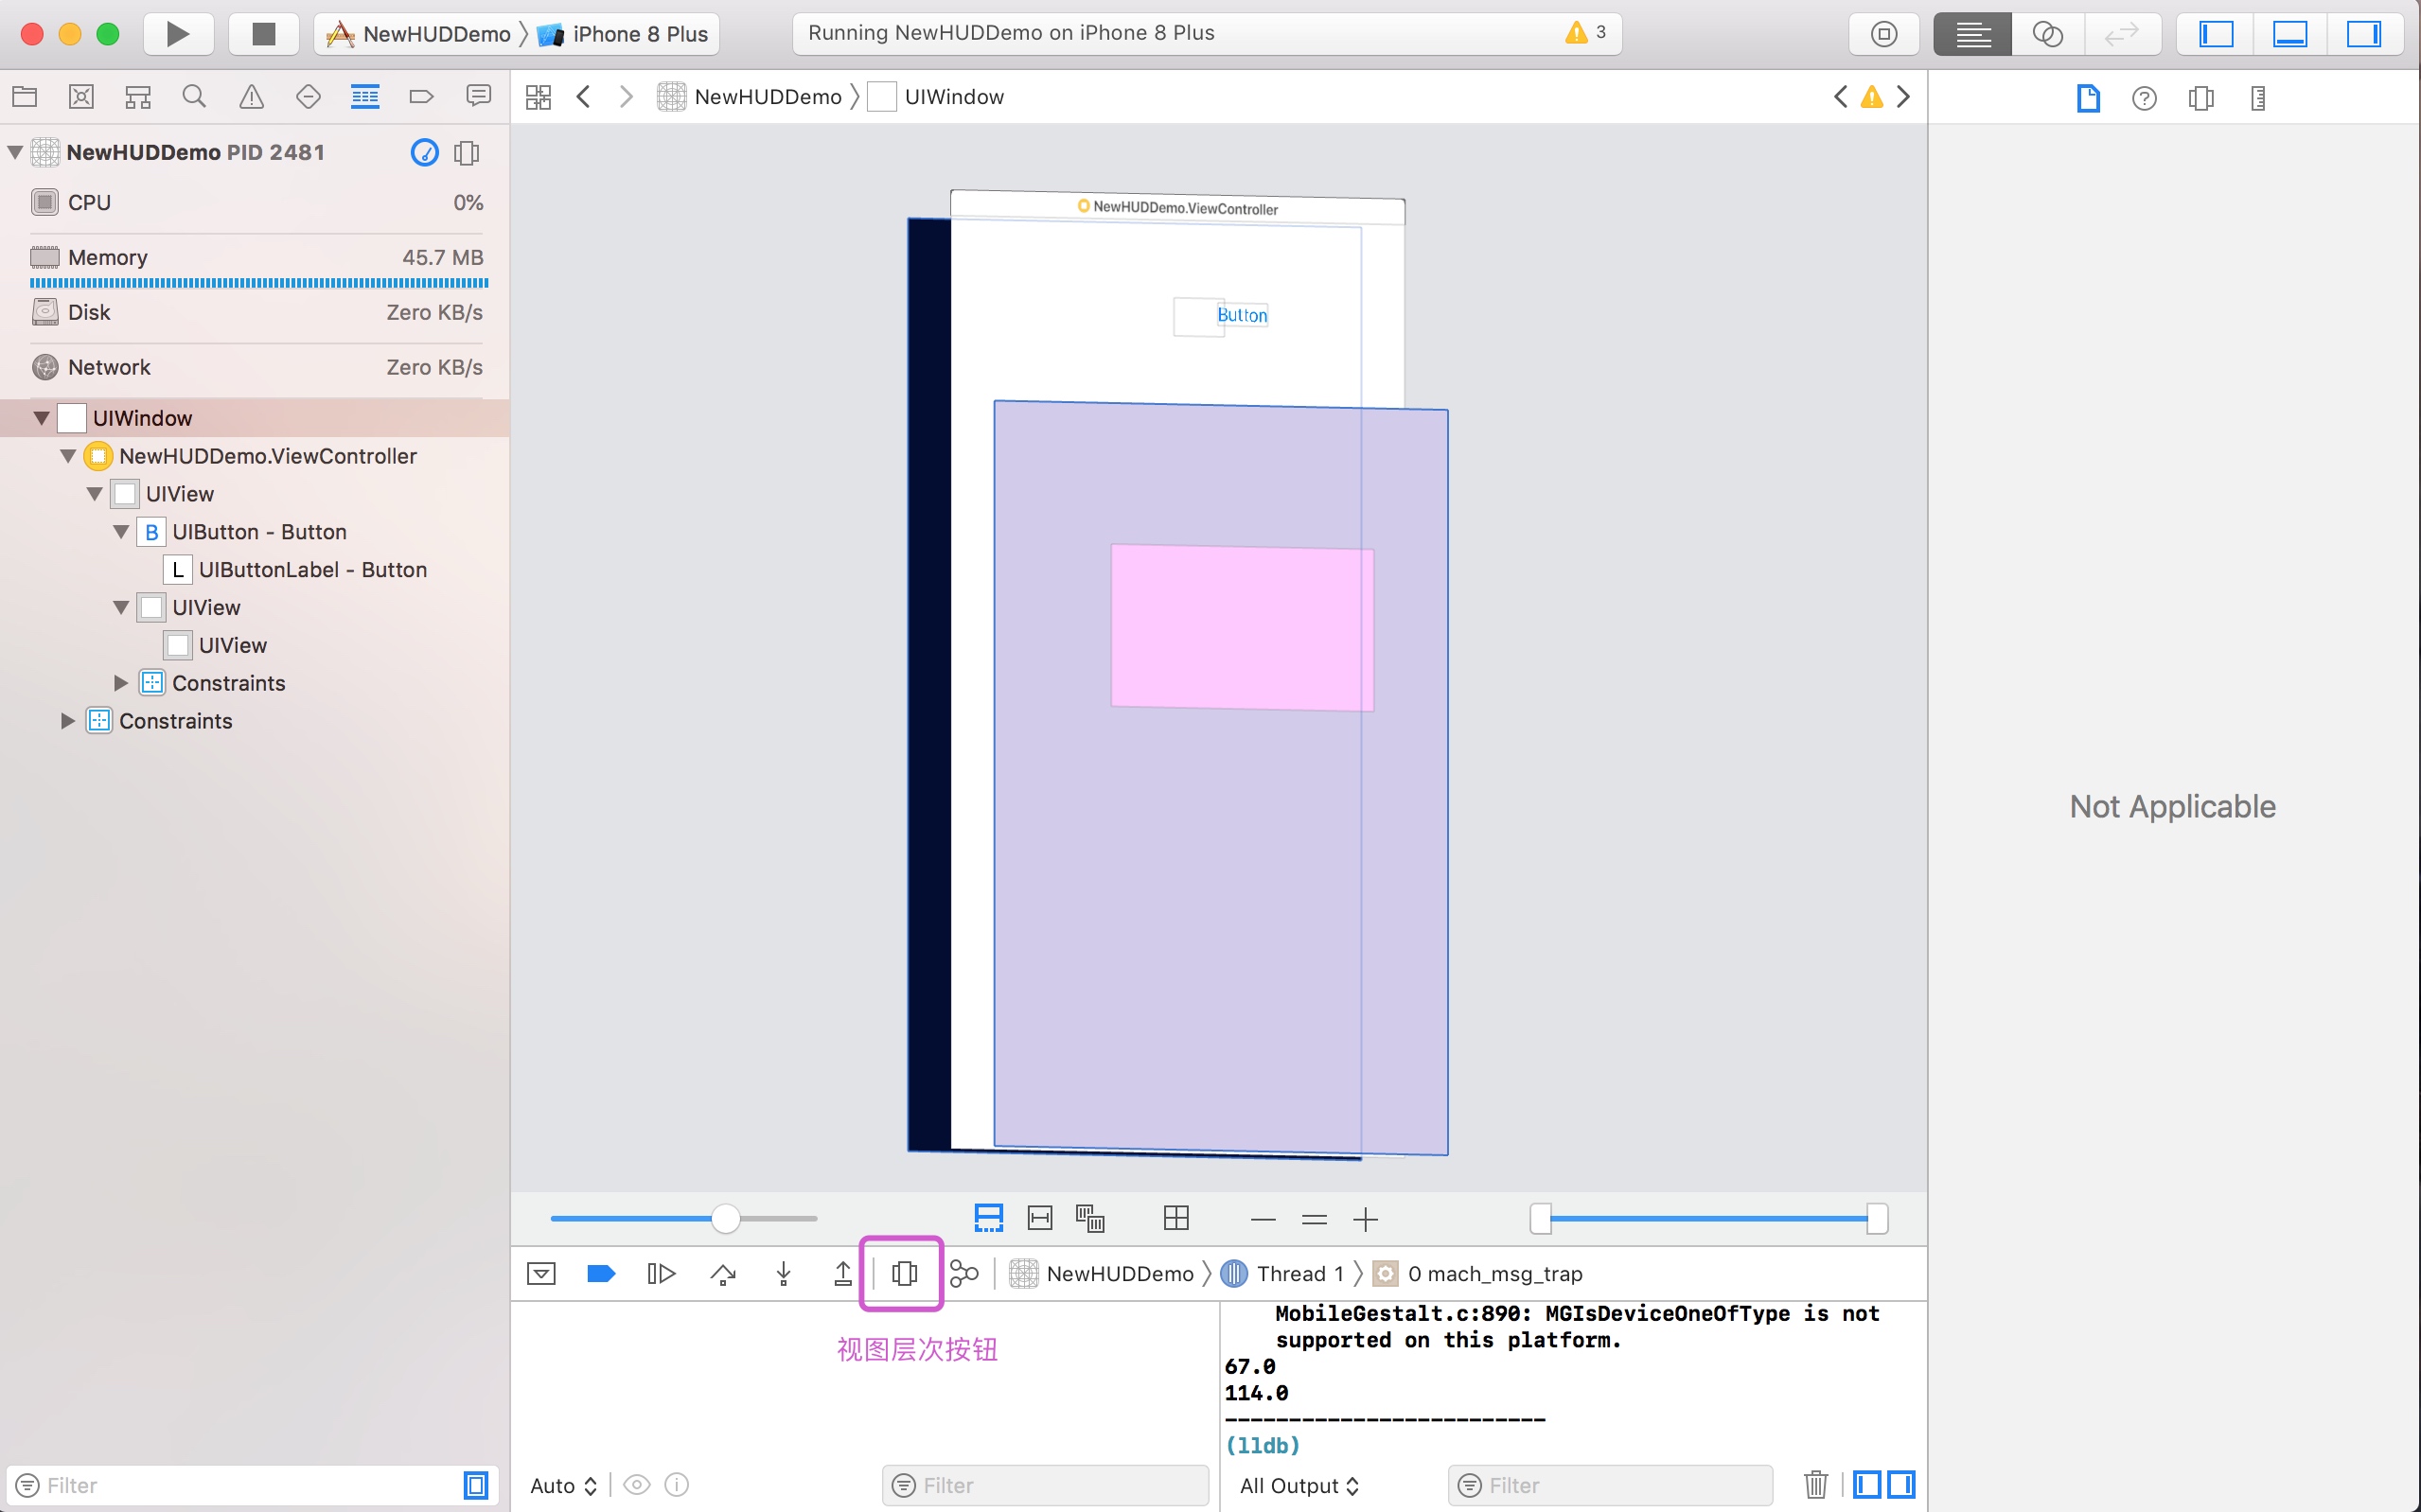 NewHUDDemo 〉 iPhone 8 Plus
Running NewHUDDemo on iPhone 8 Plus
3
NewHUDDemo 〉 UIWindow
NewHUDDemo PID 2481
CPU 0%
Memory 45.7 MB
Disk Zero KB/s
Network Zero KB/s
UIWindow
NewHUDDemo.ViewController
UIView
B UIButton - Button
L UIButtonLabel - Button
UIView
UIView
Constraints
Constraints
Filter
NewHUDDemo.ViewController
Button
Not Applicable
NewHUDDemo 〉 Thread 1 〉 0 mach_msg_trap
视图层次按钮
MobileGestalt.c:890: MGIsDeviceOneOfType is not
supported on this platform.
67.0
114.0
-------------------------
(lldb)
Auto
Filter
All Output
Filter